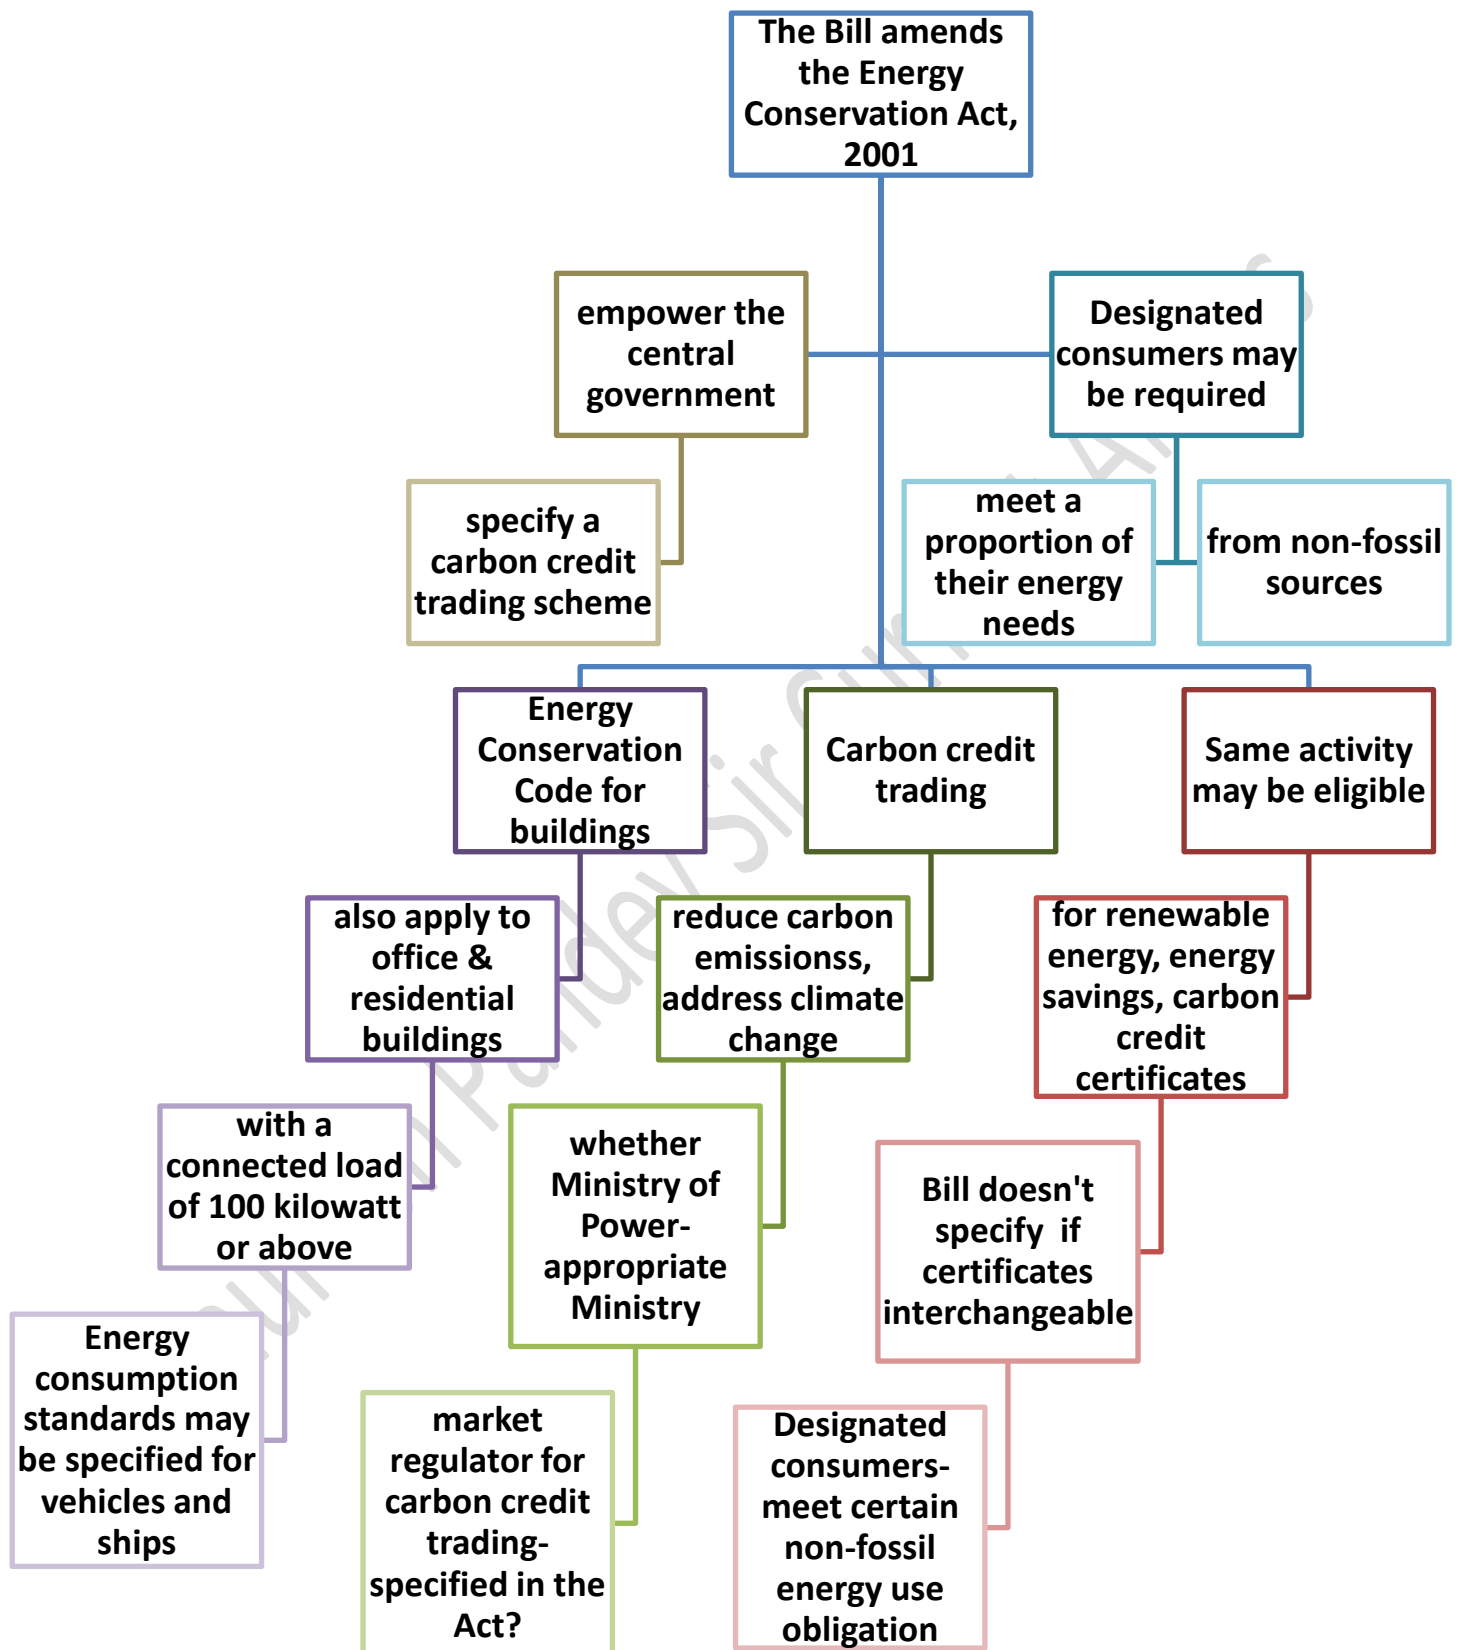 The Bill amends
the Energy
Conservation Act,
2001
empower the
central
government
Designated
consumers may
be required
specify a
carbon credit
trading scheme
meet a
proportion of
their energy
needs
from non-fossil
sources
Energy
Conservation
Code for
buildings
Carbon credit
trading
Same activity
may be eligible
also apply to
office &
residential
buildings
reduce carbon
emissionss,
address climate
change
for renewable
energy, energy
savings, carbon
credit
certificates
with a
connected load
of 100 kilowatt
or above
whether
Ministry of
Power-
appropriate
Ministry
Bill doesn't
specify  if
certificates
interchangeable
Energy
consumption
standards may
be specified for
vehicles and
ships
market
regulator for
carbon credit
trading-
specified in the
Act?
Designated
consumers-
meet certain
non-fossil
energy use
obligation
Sir